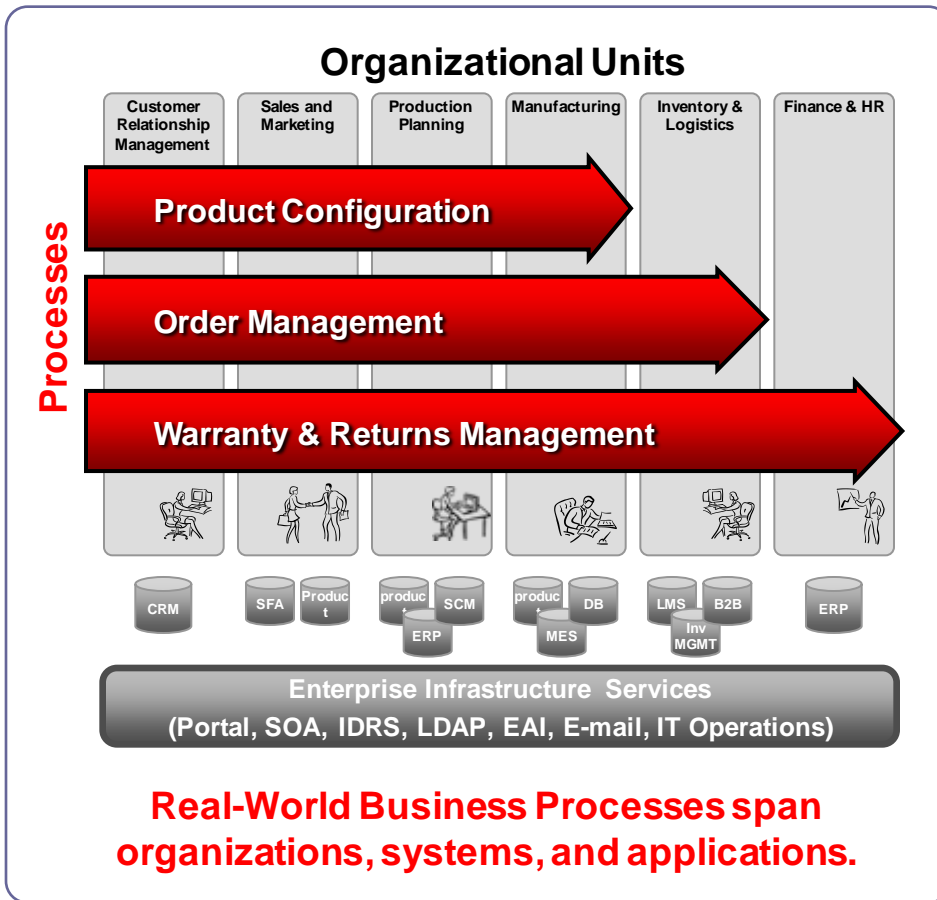 Organizational Units
Customer
Relationship
Management
Sales and
Marketing
Production
Planning
Manufacturing
Inventory &
Logistics
Finance & HR
Processes
Product Configuration
Order Management
Warranty & Returns Management
CRM
SFA
Produc
t
produc
t
SCM
ERP
produc
t
DB
MES
LMS
B2B
Inv
MGMT
ERP
Enterprise Infrastructure Services
(Portal, SOA, IDRS, LDAP, EAI, E-mail, IT Operations)
Real-World Business Processes span
organizations, systems, and applications.